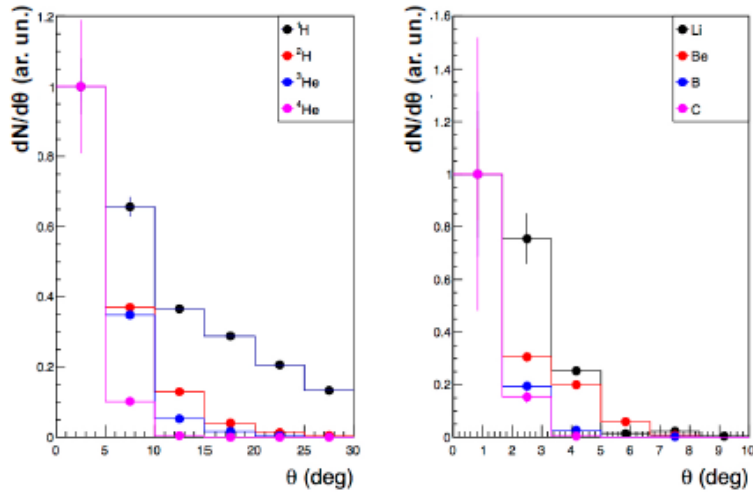 dN/dθ (ar. un.)
1.2
1
0.8
0.6
0.4
0.2
0
0 5 10 15 20 25 30
θ (deg)
¹H
²H
³He
⁴He
dN/dθ (ar. un.)
1.6
1.4
1.2
1
0.8
0.6
0.4
0.2
0
0 1 2 3 4 5 6 7 8 9 10
θ (deg)
Li
Be
B
C